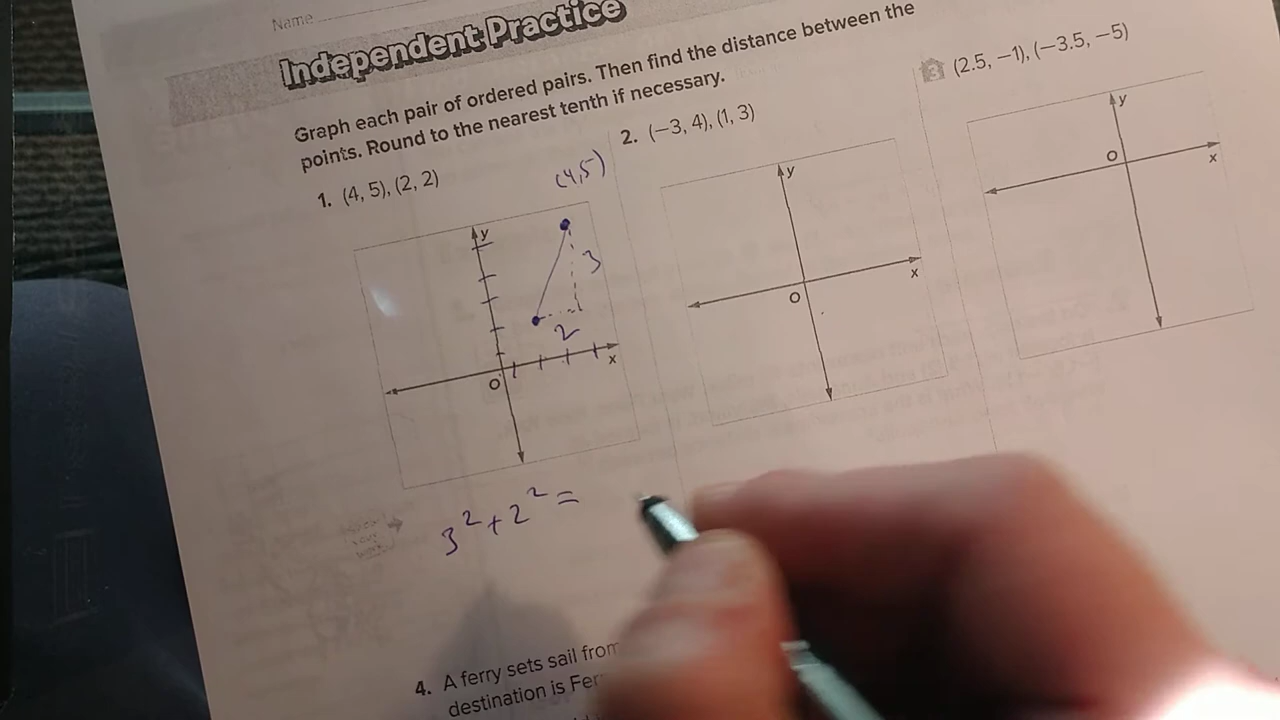 Name
Independent Practice
Graph each pair of ordered pairs. Then find the distance between the
points. Round to the nearest tenth if necessary.
1. (4, 5), (2, 2)
(4,5)
y
3
2
x
O
3² + 2² =
2. (−3, 4), (1, 3)
y
O
x
3 (2.5, −1), (−3.5, −5)
y
O
x
4. A ferry sets sail from
destination is